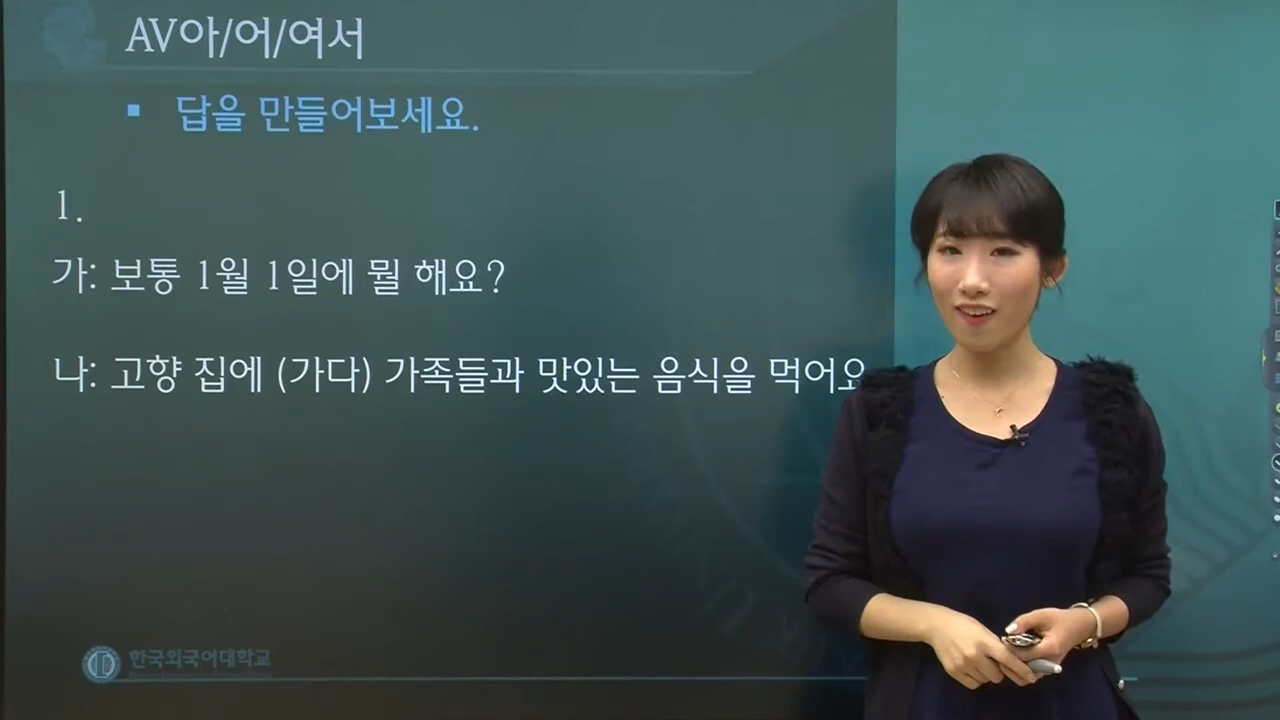 AV아/어/여서
▪ 답을 만들어보세요.
1.
가: 보통 1월 1일에 뭘 해요?
나: 고향 집에 (가다) 가족들과 맛있는 음식을 먹어요
한국외국어대학교